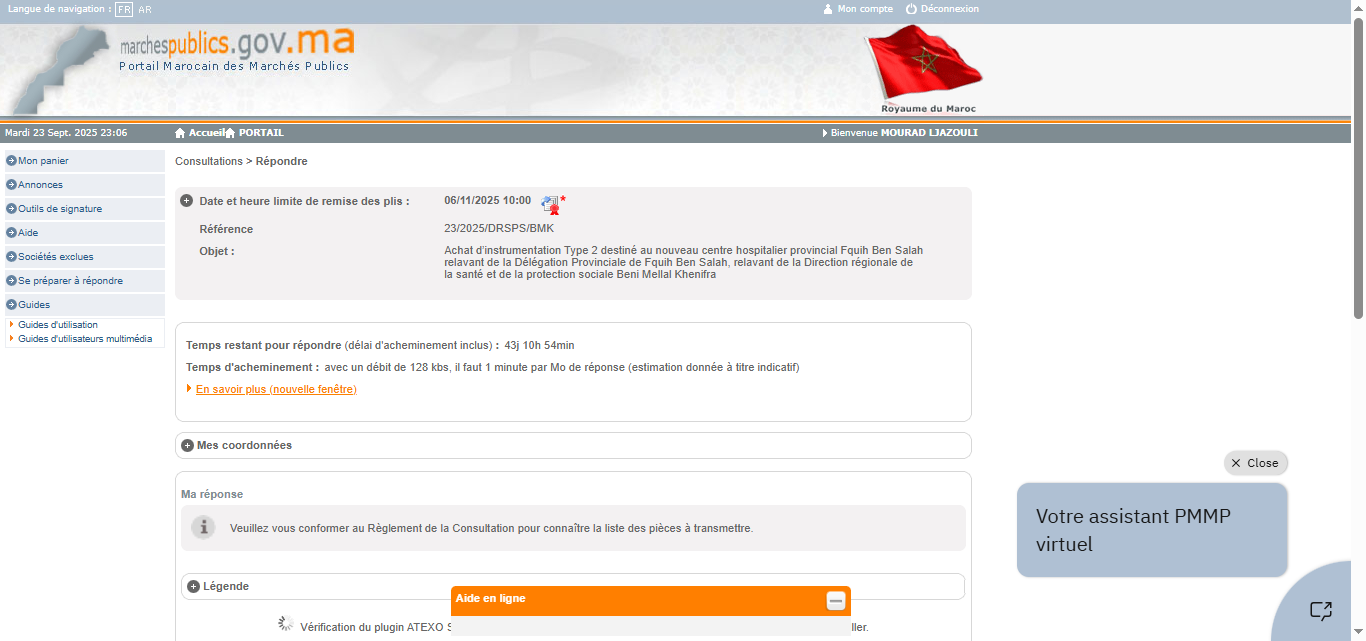 Langue de navigation : FR AR
Mon compte Déconnexion
marchespublics.gov.ma
Portail Marocain des Marchés Publics
Royaume du Maroc
Mardi 23 Sept. 2025 23:06
Accueil PORTAIL
Bienvenue MOURAD LJAZOULI
Mon panier
Annonces
Outils de signature
Aide
Sociétés exclues
Se préparer à répondre
Guides
Guides d'utilisation
Guides d'utilisateurs multimédia
Consultations > Répondre
Date et heure limite de remise des plis : 06/11/2025 10:00 *
Référence 23/2025/DRSPS/BMK
Objet : Achat d'instrumentation Type 2 destiné au nouveau centre hospitalier provincial Fquih Ben Salah
relavant de la Délégation Provinciale de Fquih Ben Salah, relavant de la Direction régionale de
la santé et de la protection sociale Beni Mellal Khenifra
Temps restant pour répondre (délai d'acheminement inclus) : 43j 10h 54min
Temps d'acheminement : avec un débit de 128 kbs, il faut 1 minute par Mo de réponse (estimation donnée à titre indicatif)
En savoir plus (nouvelle fenêtre)
Mes coordonnées
Ma réponse
Veuillez vous conformer au Règlement de la Consultation pour connaître la liste des pièces à transmettre.
Légende
Aide en ligne
Vérification du plugin ATEXO S
ller.
Close
Votre assistant PMMP
virtuel